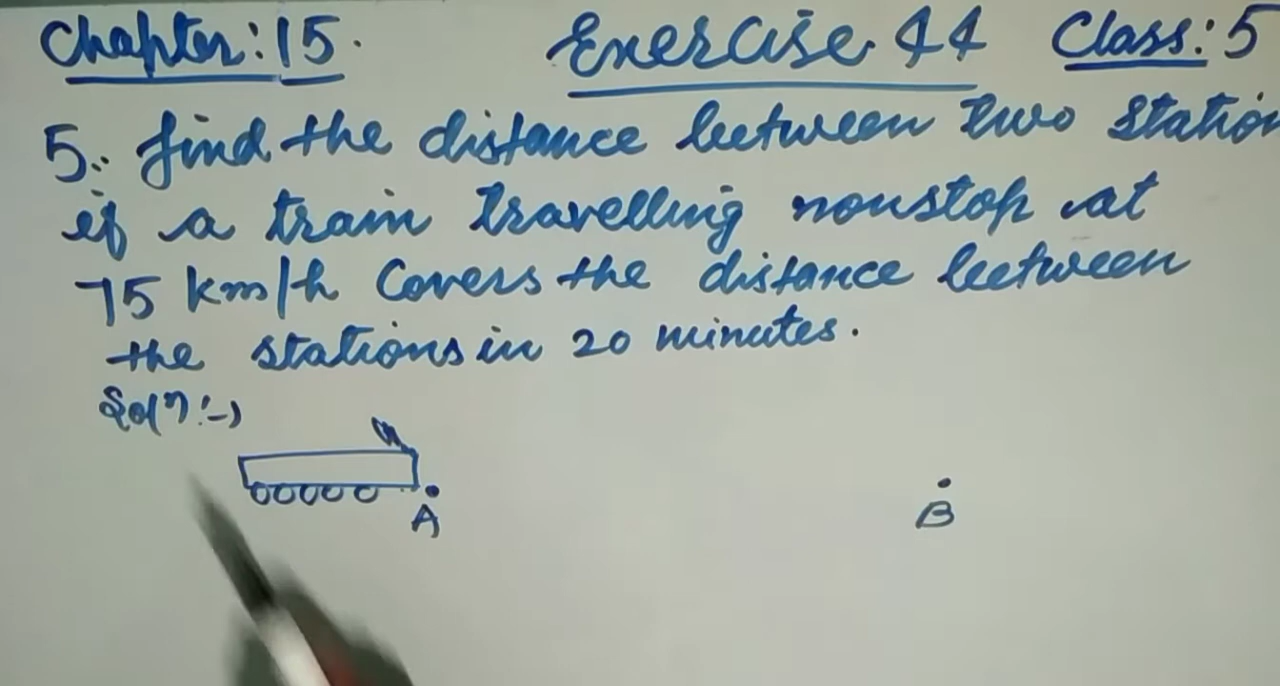 Chapter: 15. Exercise 44 Class: 5
5. find the distance between two station
if a train travelling nonstop at
75 km/h Covers the distance between
the stations in 20 minutes.
Solⁿ :-)
A B